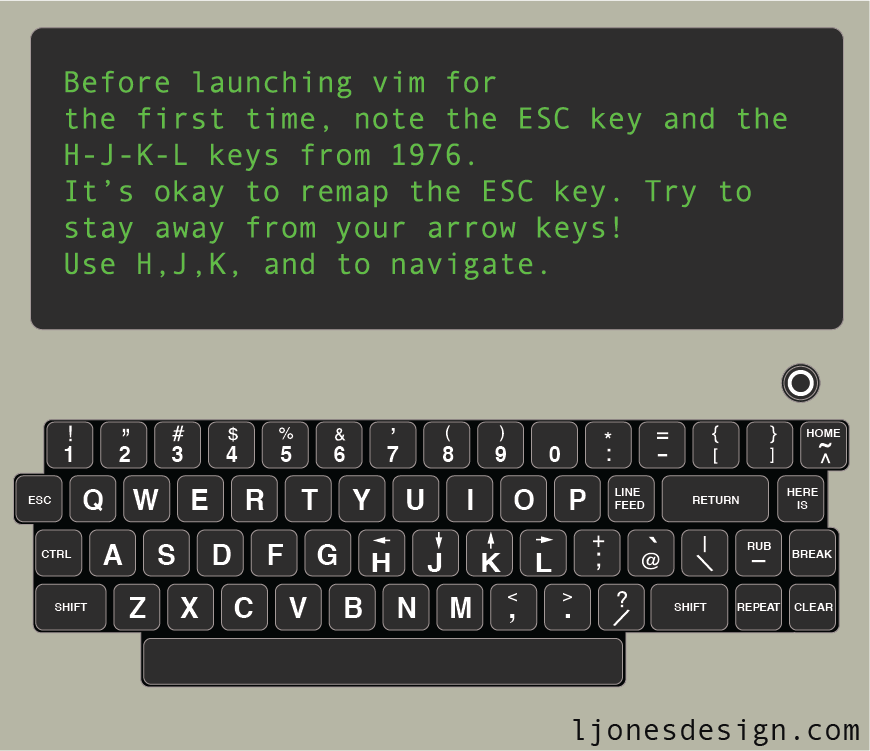 Before launching vim for
the first time, note the ESC key and the
H-J-K-L keys from 1976.
It’s okay to remap the ESC key. Try to
stay away from your arrow keys!
Use H,J,K, and to navigate.
! " # $ % & ' ( ) * = { } HOME ~
1 2 3 4 5 6 7 8 9 0 : - [ ] ^
ESC Q W E R T Y U I O P LINE FEED RETURN HERE IS
CTRL A S D F G ← H ↓ J ↑ K → L + ; ` @ | \ RUB — BREAK
SHIFT Z X C V B N M < , > . ? / SHIFT REPEAT CLEAR
ljonesdesign.com